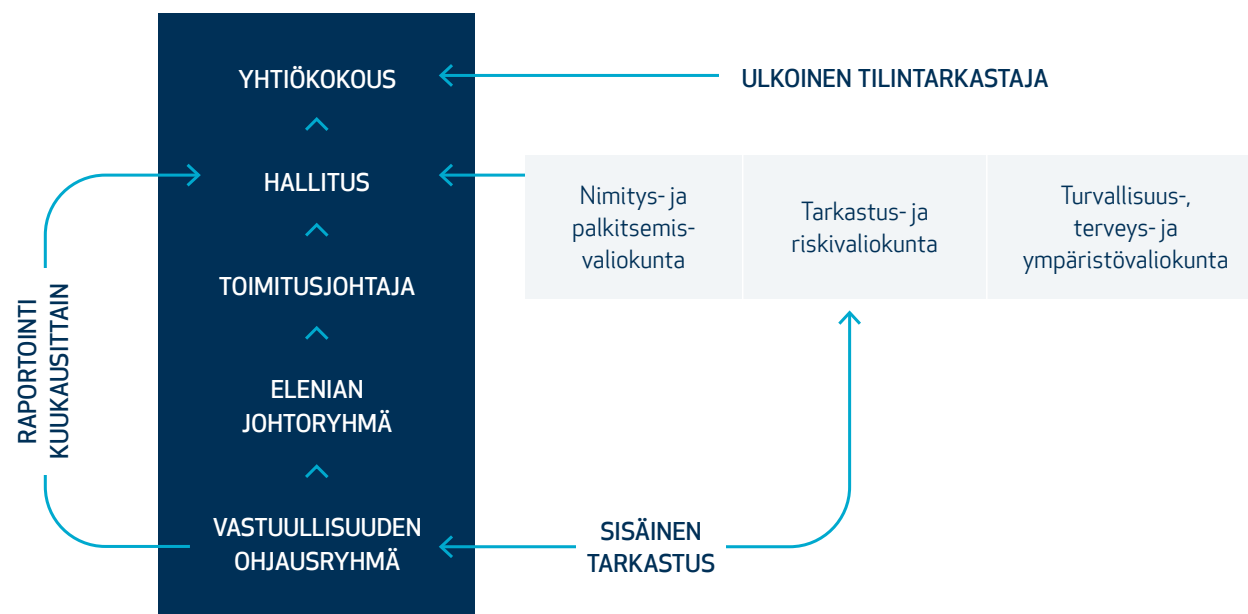 YHTIÖKOKOUS
ULKOINEN TILINTARKASTAJA
HALLITUS
Nimitys- ja
palkitsemis-
valiokunta
Tarkastus- ja
riskivaliokunta
Turvallisuus-,
terveys- ja
ympäristövaliokunta
TOIMITUSJOHTAJA
RAPORTOINTI
KUUKAUSITTAIN
ELENIAN
JOHTORYHMÄ
VASTUULLISUUDEN
OHJAUSRYHMÄ
SISÄINEN
TARKASTUS